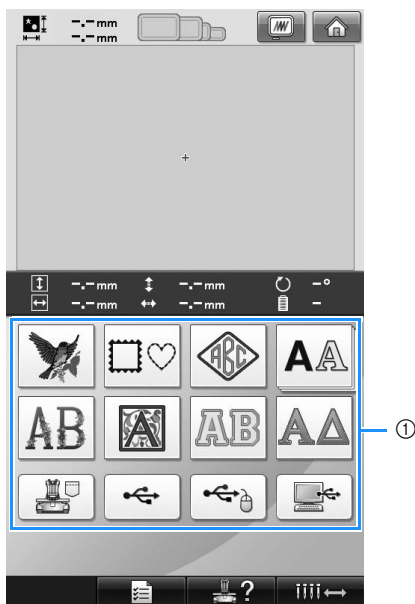 -.- mm
-.- mm
-.- mm -.- mm -°
-.- mm -.- mm -
ABC AA
AB A AB AΔ
①
?